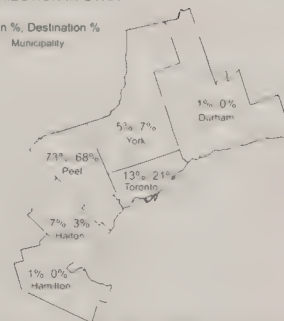 n %, Destination %
Municipality
1% 0%
Durham
5% 7%
York
73% 68%
Peel
13% 21%
Toronto
7% 3%
Halton
1% 0%
Hamilton